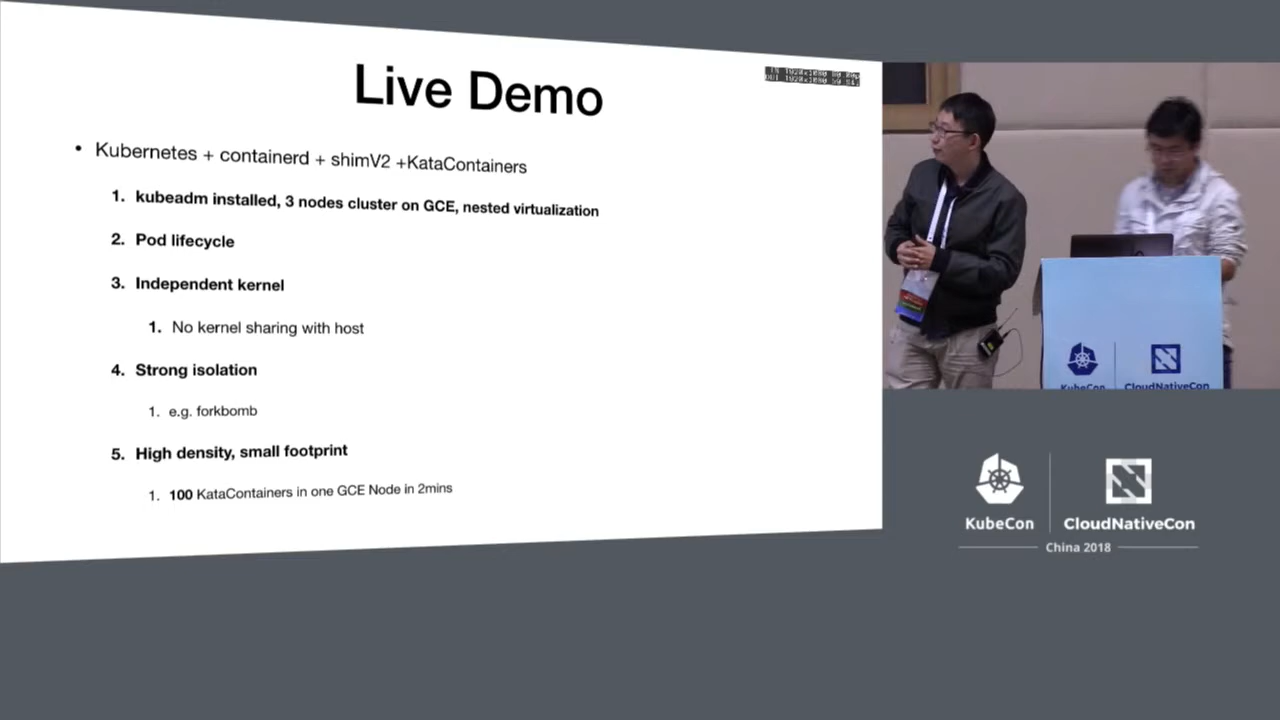 Live Demo
• Kubernetes + containerd + shimV2 +KataContainers
1. kubeadm installed, 3 nodes cluster on GCE, nested virtualization
2. Pod lifecycle
3. Independent kernel
1. No kernel sharing with host
4. Strong isolation
1. e.g. forkbomb
5. High density, small footprint
1. 100 KataContainers in one GCE Node in 2mins
KubeCon
CloudNativeCon
KubeCon
CloudNativeCon
China 2018